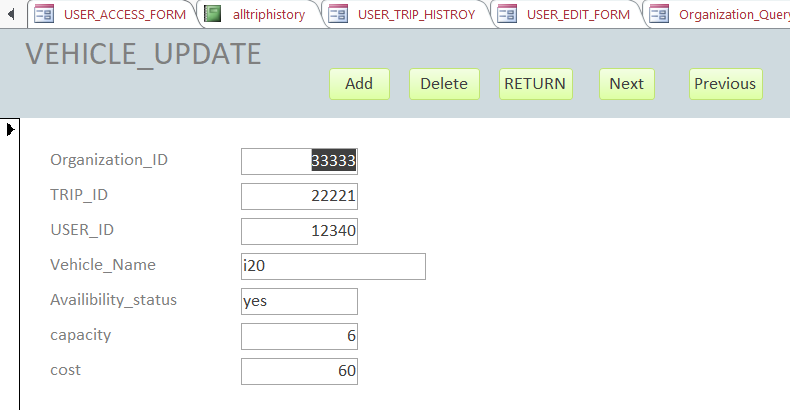 USER_ACCESS_FORM alltriphistory USER_TRIP_HISTROY USER_EDIT_FORM Organization_Query
VEHICLE_UPDATE
Add Delete RETURN Next Previous
Organization_ID 33333
TRIP_ID 22221
USER_ID 12340
Vehicle_Name i20
Availibility_status yes
capacity 6
cost 60